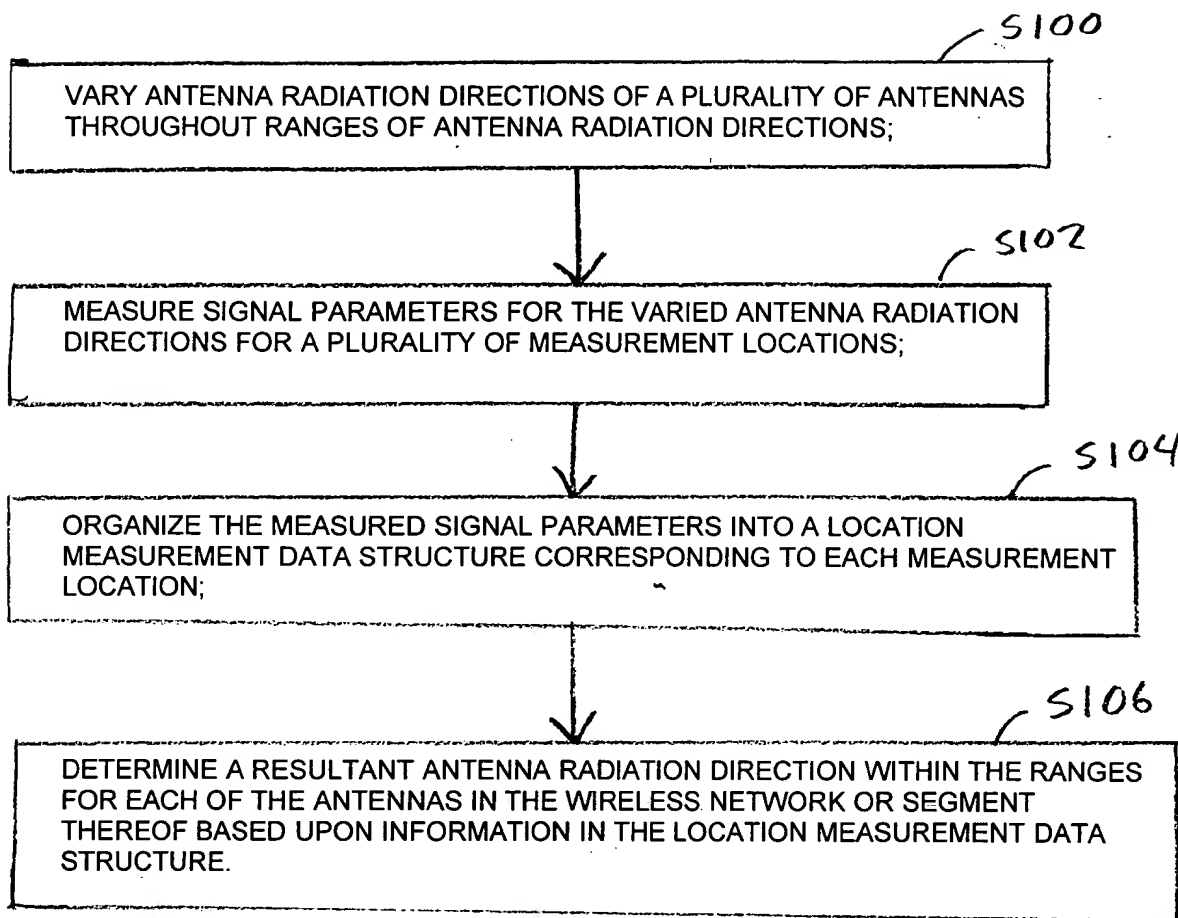 S100
VARY ANTENNA RADIATION DIRECTIONS OF A PLURALITY OF ANTENNAS
THROUGHOUT RANGES OF ANTENNA RADIATION DIRECTIONS;
S102
MEASURE SIGNAL PARAMETERS FOR THE VARIED ANTENNA RADIATION
DIRECTIONS FOR A PLURALITY OF MEASUREMENT LOCATIONS;
S104
ORGANIZE THE MEASURED SIGNAL PARAMETERS INTO A LOCATION
MEASUREMENT DATA STRUCTURE CORRESPONDING TO EACH MEASUREMENT
LOCATION;
S106
DETERMINE A RESULTANT ANTENNA RADIATION DIRECTION WITHIN THE RANGES
FOR EACH OF THE ANTENNAS IN THE WIRELESS NETWORK OR SEGMENT
THEREOF BASED UPON INFORMATION IN THE LOCATION MEASUREMENT DATA
STRUCTURE.